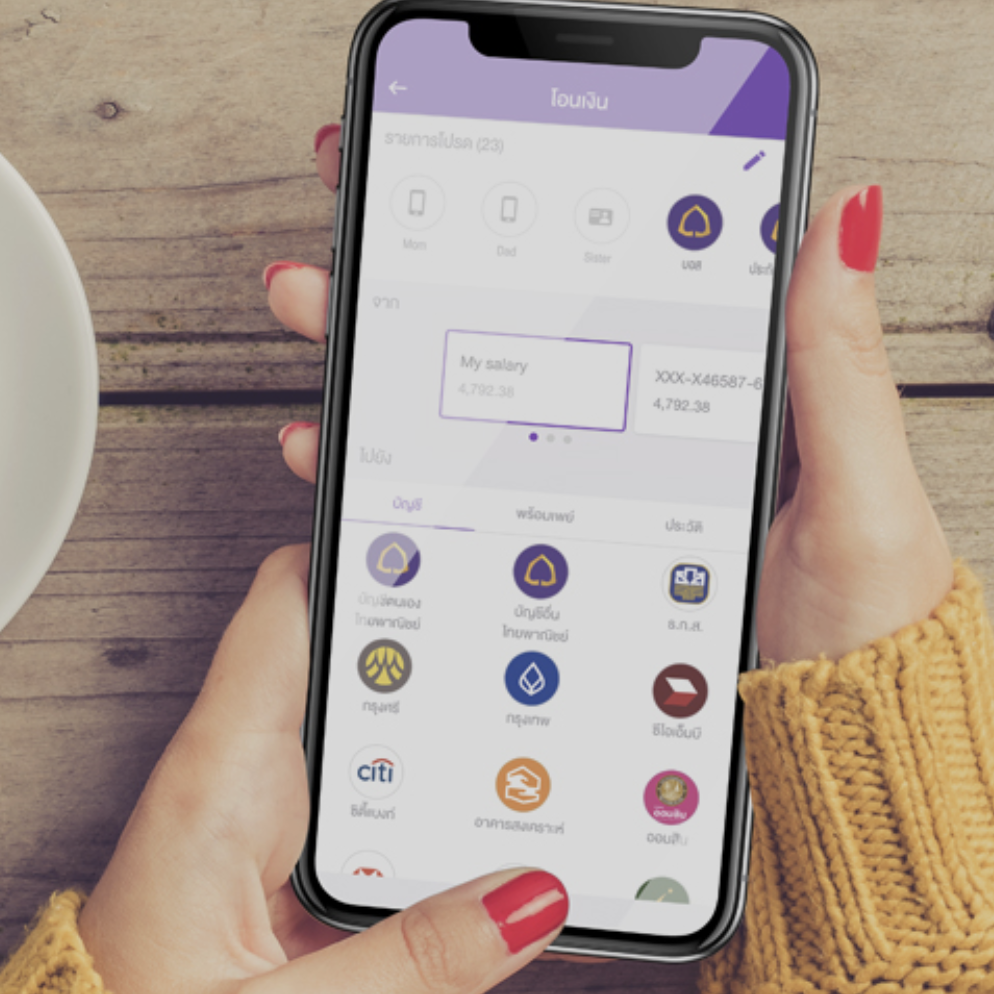 โอนเงิน
รายการโปรด (23)
Mom
Dad
Sister
บอส
จาก
My salary
4,792.38
XXX-X46587-6
4,792.38
ไปยัง
บัญชี
พร้อมเพย์
ประวัติ
บัญชีตนเอง
ไทยพาณิชย์
บัญชีอื่น
ไทยพาณิชย์
ธ.ก.ส.
กรุงศรี
กรุงเทพ
ซีไอเอ็มบี
citi
ซิตี้แบงก์
อาคารสงเคราะห์
ออมสิน
ออมสิน